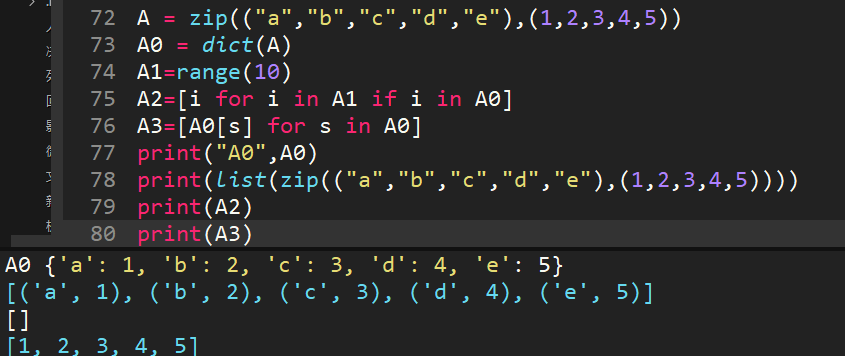 72 A = zip(("a","b","c","d","e"),(1,2,3,4,5))
73 A0 = dict(A)
74 A1=range(10)
75 A2=[i for i in A1 if i in A0]
76 A3=[A0[s] for s in A0]
77 print("A0",A0)
78 print(list(zip(("a","b","c","d","e"),(1,2,3,4,5))))
79 print(A2)
80 print(A3)
A0 {'a': 1, 'b': 2, 'c': 3, 'd': 4, 'e': 5}
[('a', 1), ('b', 2), ('c', 3), ('d', 4), ('e', 5)]
[]
[1, 2, 3, 4, 5]